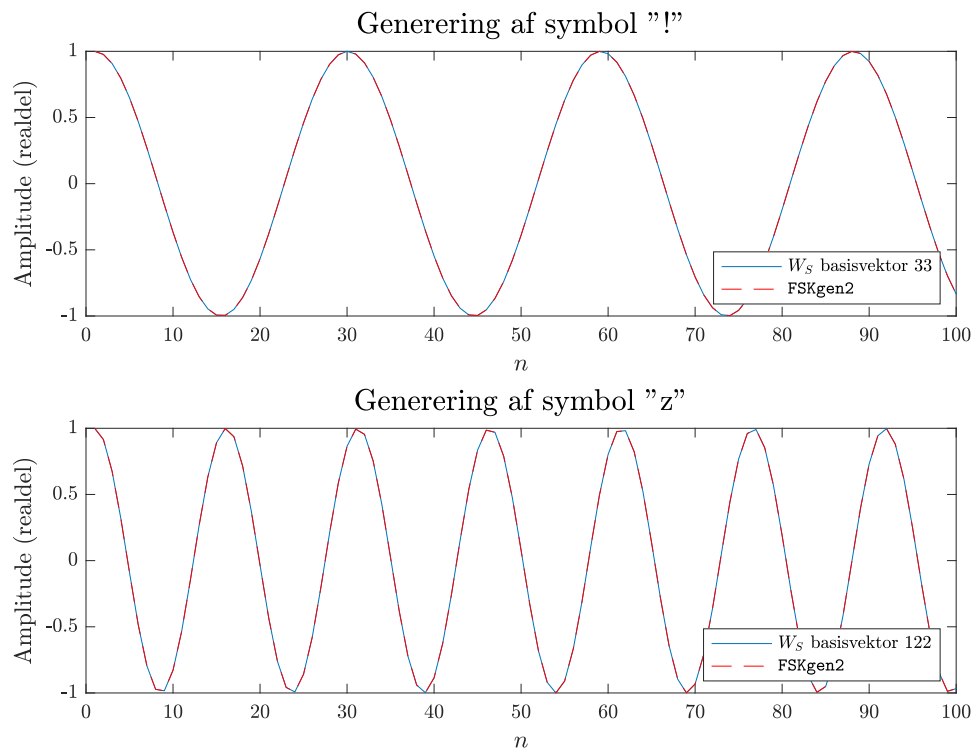 Generering af symbol ”!”
1
0.5
0
-0.5
-1
Amplitude (realdel)
W_S basisvektor 33
FSKgen2
0 10 20 30 40 50 60 70 80 90 100
n
Generering af symbol ”z”
1
0.5
0
-0.5
-1
Amplitude (realdel)
W_S basisvektor 122
FSKgen2
0 10 20 30 40 50 60 70 80 90 100
n